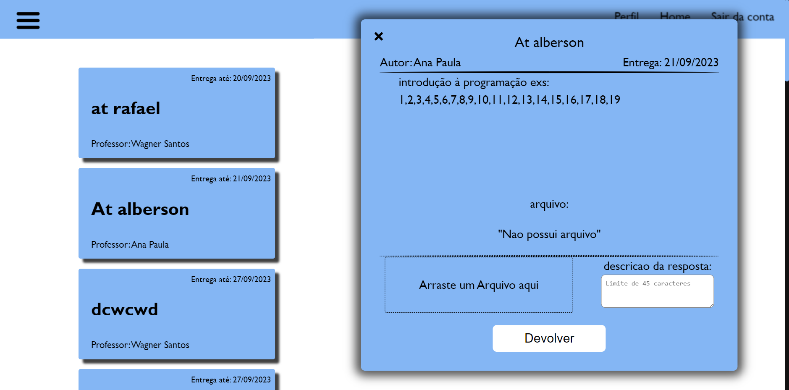 Perfil Home Sair da conta
Entrega até: 20/09/2023
at rafael
Professor: Wagner Santos
Entrega até: 21/09/2023
At alberson
Professor: Ana Paula
Entrega até: 27/09/2023
dcwcwd
Professor: Wagner Santos
Entrega até: 27/09/2023
×
At alberson
Autor: Ana Paula Entrega: 21/09/2023
introdução à programação exs:
1,2,3,4,5,6,7,8,9,10,11,12,13,14,15,16,17,18,19
arquivo:
"Nao possui arquivo"
Arraste um Arquivo aqui
descricao da resposta:
Limite de 45 caracteres
Devolver